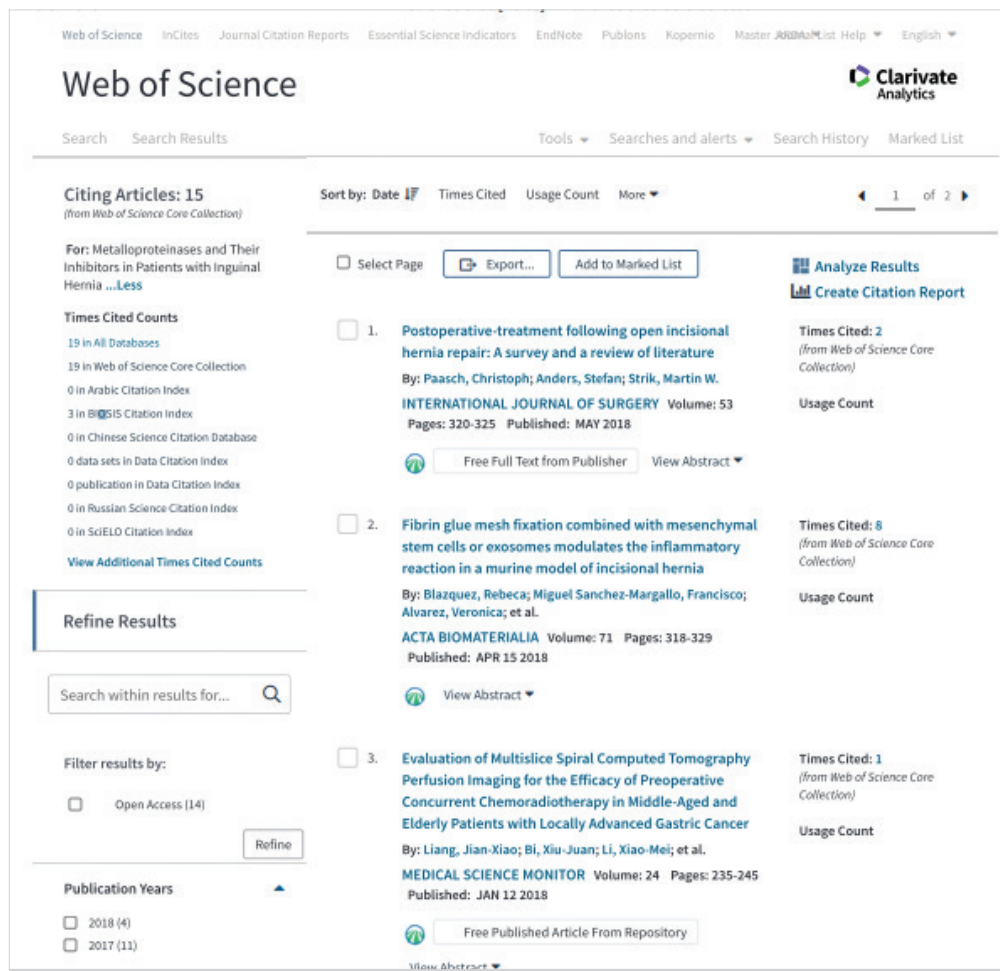 Web of Science InCites Journal Citation Reports Essential Science Indicators EndNote Publons Kopernio Master List Help English
Web of Science
Clarivate
Analytics
Search Search Results Tools Searches and alerts Search History Marked List
Citing Articles: 15
(from Web of Science Core Collection)
For: Metalloproteinases and Their
Inhibitors in Patients with Inguinal
Hernia ...Less
Times Cited Counts
19 in All Databases
19 in Web of Science Core Collection
0 in Arabic Citation Index
3 in BIOSIS Citation Index
0 in Chinese Science Citation Database
0 data sets in Data Citation Index
0 publication in Data Citation Index
0 in Russian Science Citation Index
0 in SciELO Citation Index
View Additional Times Cited Counts
Refine Results
Search within results for...
Filter results by:
Open Access (14)
Refine
Publication Years
2018 (4)
2017 (11)
Sort by: Date Times Cited Usage Count More 1 of 2
Select Page Export... Add to Marked List
Analyze Results
Create Citation Report
1. Postoperative-treatment following open incisional
hernia repair: A survey and a review of literature
By: Paasch, Christoph; Anders, Stefan; Strik, Martin W.
INTERNATIONAL JOURNAL OF SURGERY Volume: 53
Pages: 320-325 Published: MAY 2018
Free Full Text from Publisher View Abstract
Times Cited: 2
(from Web of Science Core
Collection)
Usage Count
2. Fibrin glue mesh fixation combined with mesenchymal
stem cells or exosomes modulates the inflammatory
reaction in a murine model of incisional hernia
By: Blazquez, Rebeca; Miguel Sanchez-Margallo, Francisco;
Alvarez, Veronica; et al.
ACTA BIOMATERIALIA Volume: 71 Pages: 318-329
Published: APR 15 2018
View Abstract
Times Cited: 8
(from Web of Science Core
Collection)
Usage Count
3. Evaluation of Multislice Spiral Computed Tomography
Perfusion Imaging for the Efficacy of Preoperative
Concurrent Chemoradiotherapy in Middle-Aged and
Elderly Patients with Locally Advanced Gastric Cancer
By: Liang, Jian-Xiao; Bi, Xiu-Juan; Li, Xiao-Mei; et al.
MEDICAL SCIENCE MONITOR Volume: 24 Pages: 235-245
Published: JAN 12 2018
Free Published Article From Repository
View Abstract
Times Cited: 1
(from Web of Science Core
Collection)
Usage Count